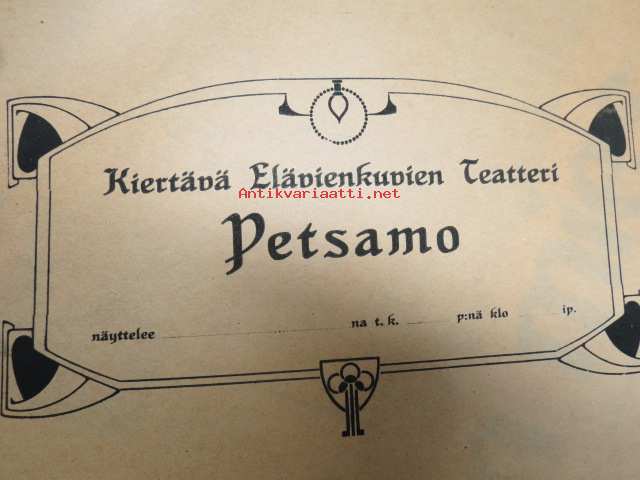 Kiertävä Elävienkuvien Teatteri
Antikvariaatti.net
Petsamo
näyttelee na t. k. p:nä klo ip.